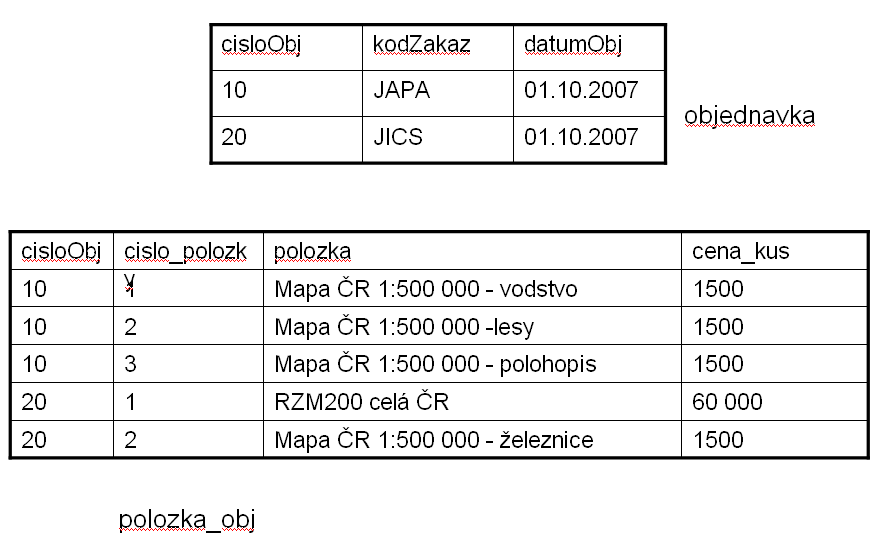 cisloObj kodZakaz datumObj
10 JAPA 01.10.2007
20 JICS 01.10.2007
objednavka
cisloObj cislo_polozky polozka cena_kus
10 1 Mapa ČR 1:500 000 - vodstvo 1500
10 2 Mapa ČR 1:500 000 -lesy 1500
10 3 Mapa ČR 1:500 000 - polohopis 1500
20 1 RZM200 celá ČR 60 000
20 2 Mapa ČR 1:500 000 - železnice 1500
polozka_obj